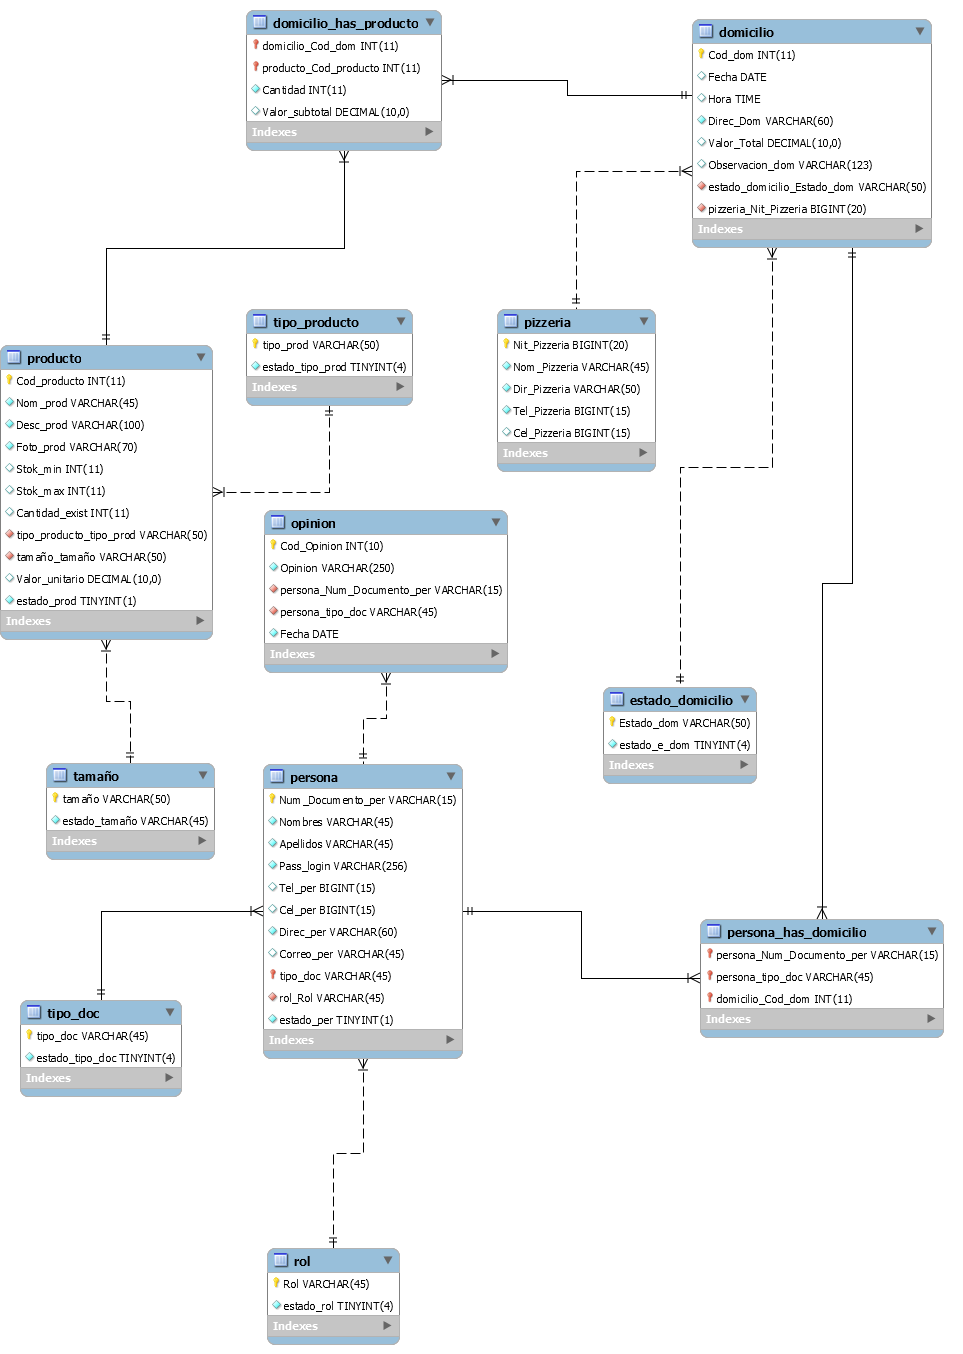 domicilio_has_producto
domicilio_Cod_dom INT(11)
producto_Cod_producto INT(11)
Cantidad INT(11)
Valor_subtotal DECIMAL(10,0)
Indexes
domicilio
Cod_dom INT(11)
Fecha DATE
Hora TIME
Direc_Dom VARCHAR(60)
Valor_Total DECIMAL(10,0)
Observacion_dom VARCHAR(123)
estado_domicilio_Estado_dom VARCHAR(50)
pizzeria_Nit_Pizzeria BIGINT(20)
Indexes
tipo_producto
tipo_prod VARCHAR(50)
estado_tipo_prod TINYINT(4)
Indexes
pizzeria
Nit_Pizzeria BIGINT(20)
Nom_Pizzeria VARCHAR(45)
Dir_Pizzeria VARCHAR(50)
Tel_Pizzeria BIGINT(15)
Cel_Pizzeria BIGINT(15)
Indexes
producto
Cod_producto INT(11)
Nom_prod VARCHAR(45)
Desc_prod VARCHAR(100)
Foto_prod VARCHAR(70)
Stok_min INT(11)
Stok_max INT(11)
Cantidad_exist INT(11)
tipo_producto_tipo_prod VARCHAR(50)
tamaño_tamaño VARCHAR(50)
Valor_unitario DECIMAL(10,0)
estado_prod TINYINT(1)
Indexes
opinion
Cod_Opinion INT(10)
Opinion VARCHAR(250)
persona_Num_Documento_per VARCHAR(15)
persona_tipo_doc VARCHAR(45)
Fecha DATE
Indexes
estado_domicilio
Estado_dom VARCHAR(50)
estado_e_dom TINYINT(4)
Indexes
tamaño
tamaño VARCHAR(50)
estado_tamaño VARCHAR(45)
Indexes
persona
Num_Documento_per VARCHAR(15)
Nombres VARCHAR(45)
Apellidos VARCHAR(45)
Pass_login VARCHAR(256)
Tel_per BIGINT(15)
Cel_per BIGINT(15)
Direc_per VARCHAR(60)
Correo_per VARCHAR(45)
tipo_doc VARCHAR(45)
rol_Rol VARCHAR(45)
estado_per TINYINT(1)
Indexes
persona_has_domicilio
persona_Num_Documento_per VARCHAR(15)
persona_tipo_doc VARCHAR(45)
domicilio_Cod_dom INT(11)
Indexes
tipo_doc
tipo_doc VARCHAR(45)
estado_tipo_doc TINYINT(4)
Indexes
rol
Rol VARCHAR(45)
estado_rol TINYINT(4)
Indexes